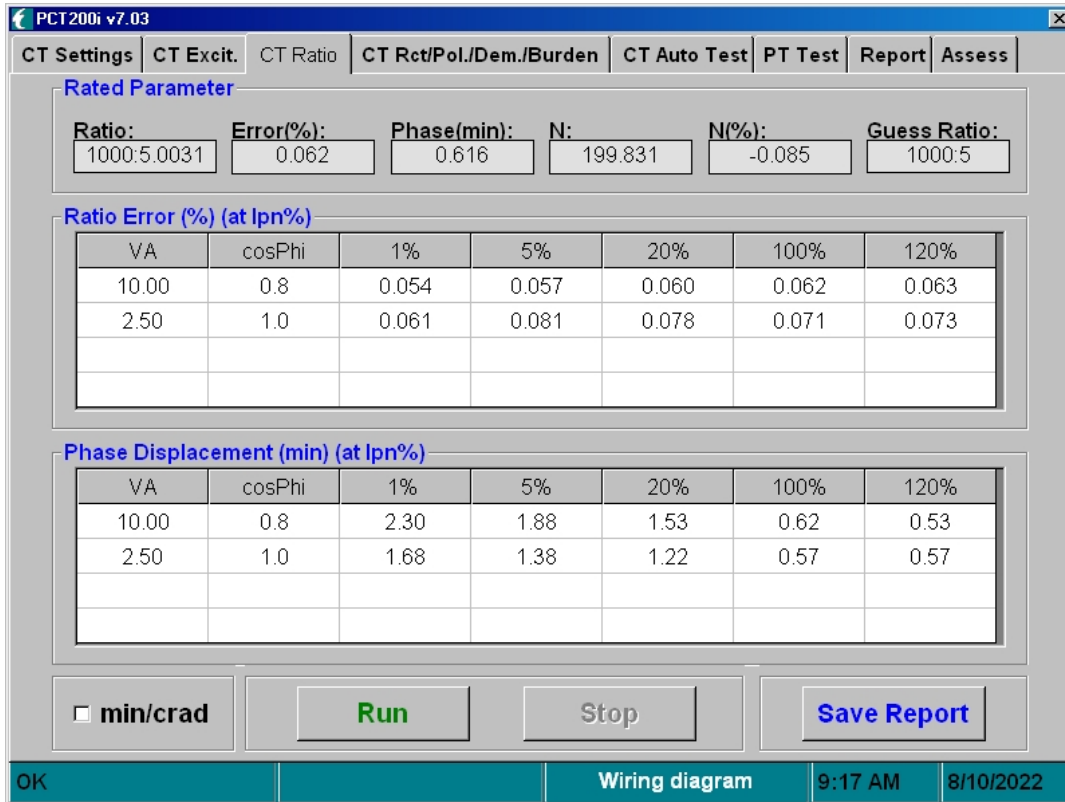 PCT200i v7.03
CT Settings CT Excit. CT Ratio CT Rct/Pol./Dem./Burden CT Auto Test PT Test Report Assess
Rated Parameter
Ratio: Error(%): Phase(min): N: N(%): Guess Ratio:
1000:5.0031 0.062 0.616 199.831 -0.085 1000:5
Ratio Error (%) (at Ipn%)
VA cosPhi 1% 5% 20% 100% 120%
10.00 0.8 0.054 0.057 0.060 0.062 0.063
2.50 1.0 0.061 0.081 0.078 0.071 0.073
Phase Displacement (min) (at Ipn%)
VA cosPhi 1% 5% 20% 100% 120%
10.00 0.8 2.30 1.88 1.53 0.62 0.53
2.50 1.0 1.68 1.38 1.22 0.57 0.57
min/crad Run Stop Save Report
OK Wiring diagram 9:17 AM 8/10/2022